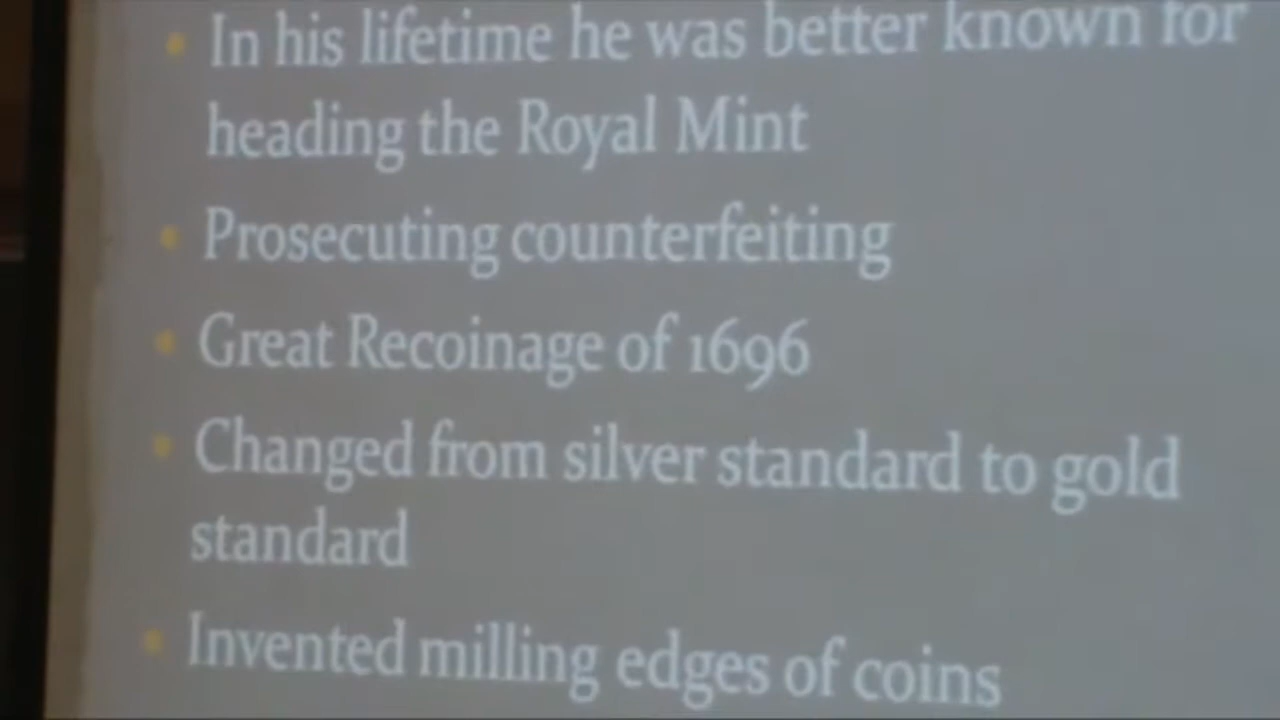 • In his lifetime he was better known for
heading the Royal Mint
• Prosecuting counterfeiting
• Great Recoinage of 1696
• Changed from silver standard to gold
standard
• Invented milling edges of coins